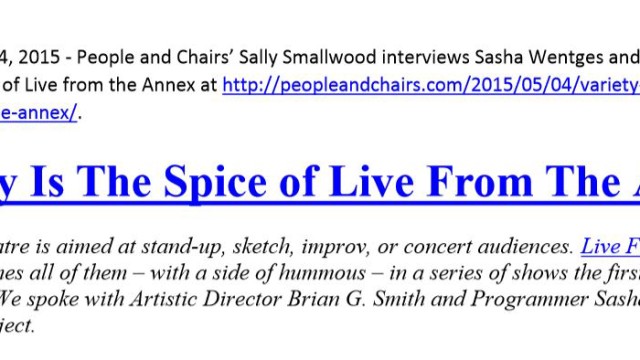 4, 2015 - People and Chairs’ Sally Smallwood interviews Sasha Wentges and
of Live from the Annex at http://peopleandchairs.com/2015/05/04/variety-
e-annex/.
y Is The Spice of Live From The A
atre is aimed at stand-up, sketch, improv, or concert audiences. Live F
nes all of them – with a side of hummous – in a series of shows the firs
We spoke with Artistic Director Brian G. Smith and Programmer Sash
ject.